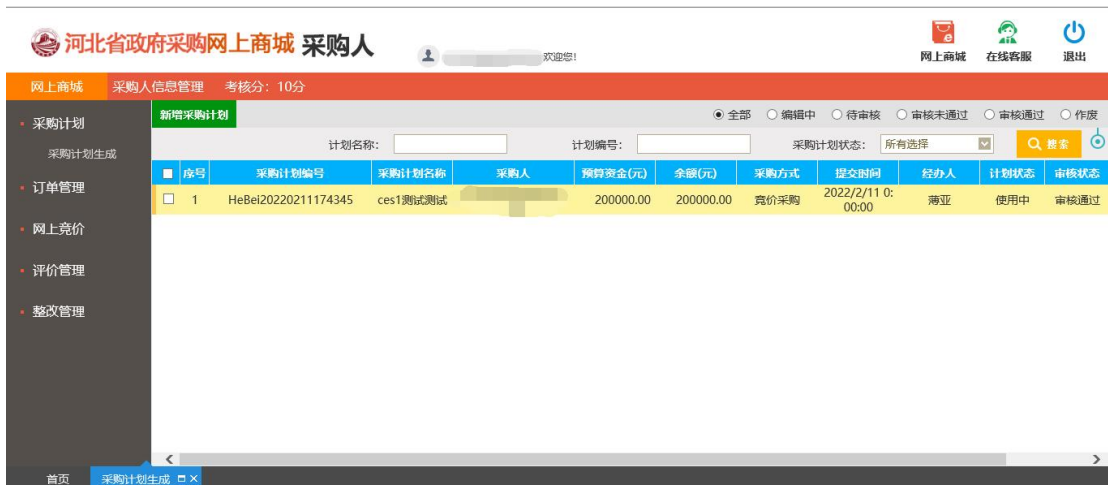 河北省政府采购网上商城 采购人
欢迎您!
网上商城 在线客服 退出
网上商城 采购人信息管理 考核分：10分
采购计划
采购计划生成
订单管理
网上竞价
评价管理
整改管理
新增采购计划
全部 编辑中 待审核 审核未通过 审核通过 作废
计划名称: 计划编号: 采购计划状态: 所有选择 搜索
序号 采购计划编号 采购计划名称 采购人 预算资金(元) 余额(元) 采购方式 提交时间 经办人 计划状态 审核状态
1 HeBei20220211174345 ces1测试测试 200000.00 200000.00 竞价采购 2022/2/11 0:
00:00 薄亚 使用中 审核通过
首页 采购计划生成